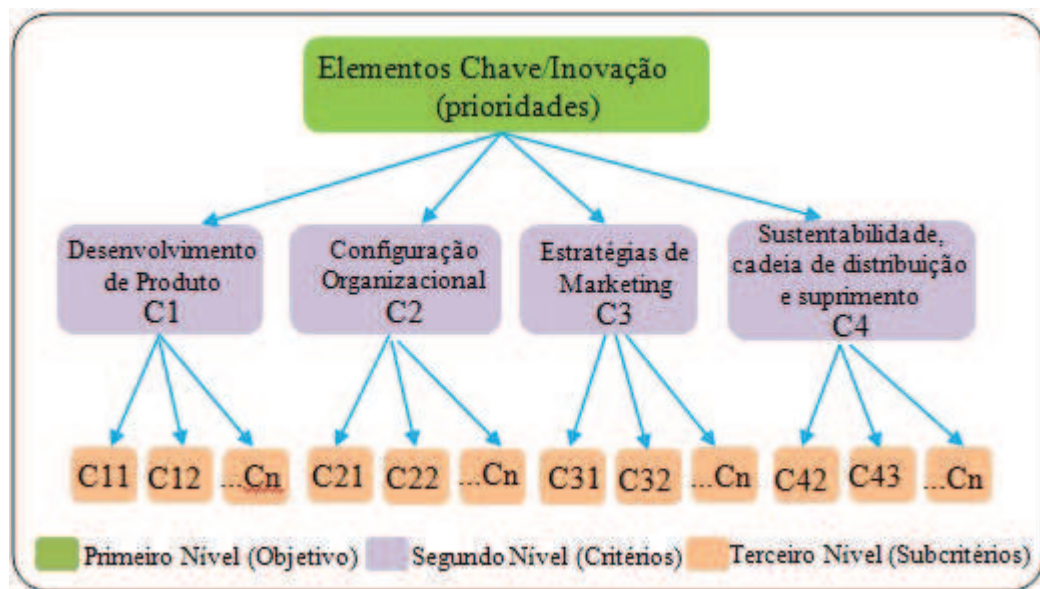 Elementos Chave/Inovação
(prioridades)
Desenvolvimento
de Produto
C1
Configuração
Organizacional
C2
Estratégias de
Marketing
C3
Sustentabilidade,
cadeia de distribuição
e suprimento
C4
C11 C12 ...Cn C21 C22 ...Cn C31 C32 ...Cn C42 C43 ...Cn
Primeiro Nível (Objetivo) Segundo Nível (Critérios) Terceiro Nível (Subcritérios)